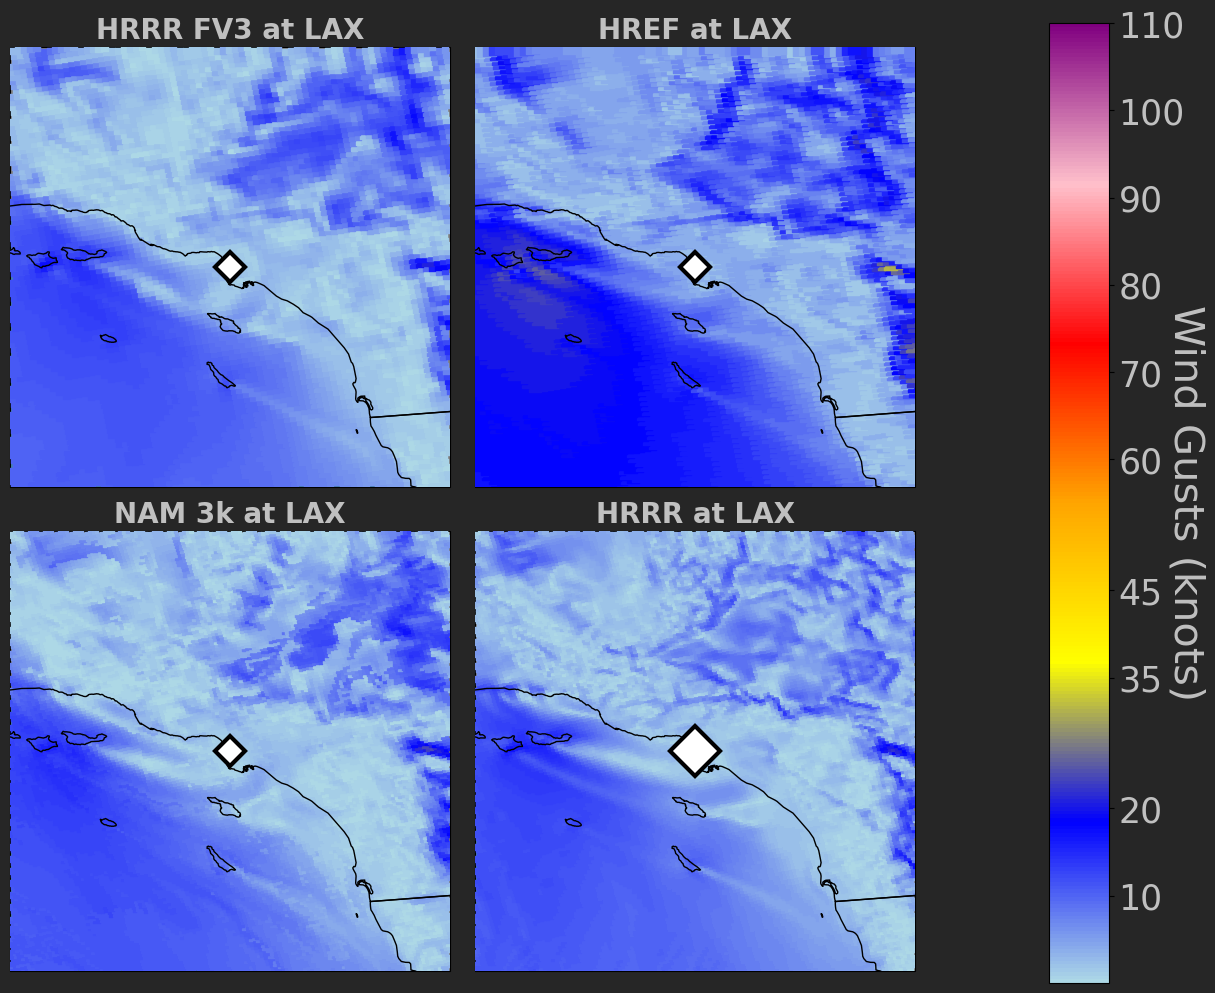 HRRR FV3 at LAX
HREF at LAX
NAM 3k at LAX
HRRR at LAX
110
100
90
80
70
60
45
35
20
10
Wind Gusts (knots)